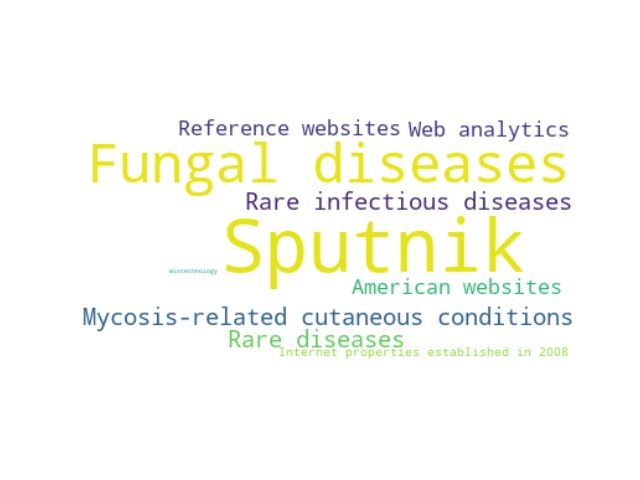 Reference websites Web analytics
Fungal diseases
Rare infectious diseases
Sputnik
Biotechnology
American websites
Mycosis-related cutaneous conditions
Rare diseases
Internet properties established in 2008